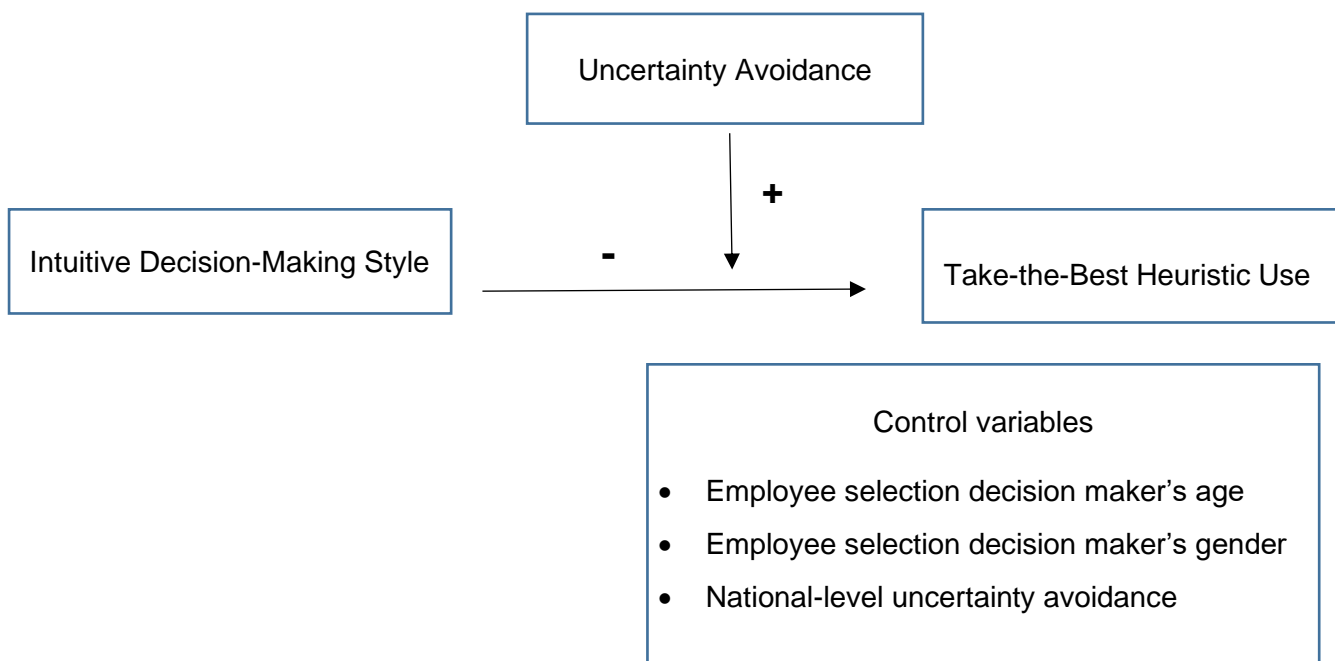 Uncertainty Avoidance
+
Intuitive Decision-Making Style
-
Take-the-Best Heuristic Use
Control variables
• Employee selection decision maker’s age
• Employee selection decision maker’s gender
• National-level uncertainty avoidance